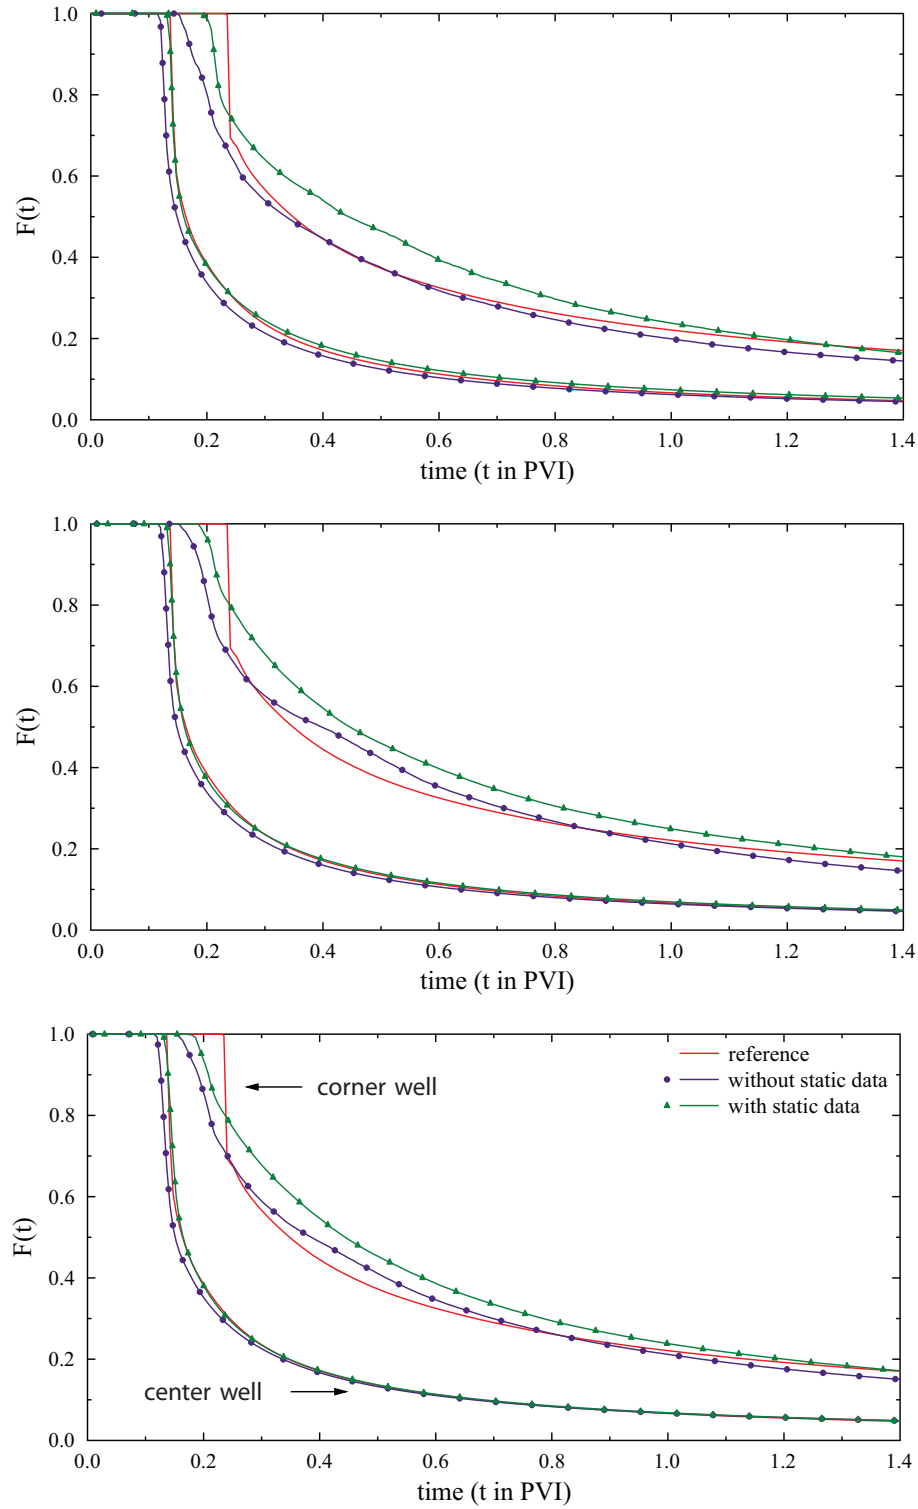 1.0
0.8
0.6
0.4
0.2
0.0
F(t)
0.0 0.2 0.4 0.6 0.8 1.0 1.2 1.4
time (t in PVI)
1.0
0.8
0.6
0.4
0.2
0.0
F(t)
0.0 0.2 0.4 0.6 0.8 1.0 1.2 1.4
time (t in PVI)
1.0
reference
without static data
with static data
corner well
0.8
0.6
0.4
0.2
0.0
F(t)
center well
0.0 0.2 0.4 0.6 0.8 1.0 1.2 1.4
time (t in PVI)